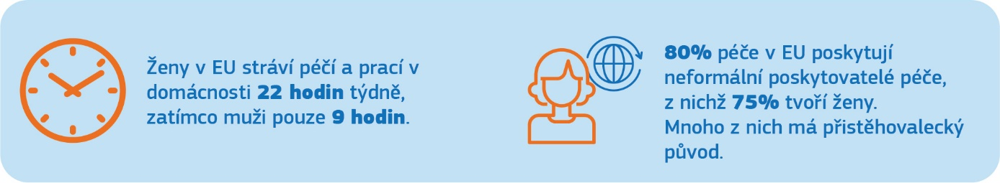 Ženy v EU stráví péčí a prací v
domácnosti 22 hodin týdně,
zatímco muži pouze 9 hodin.
80% péče v EU poskytují
neformální poskytovatelé péče,
z nichž 75% tvoří ženy.
Mnoho z nich má přistěhovalecký
původ.